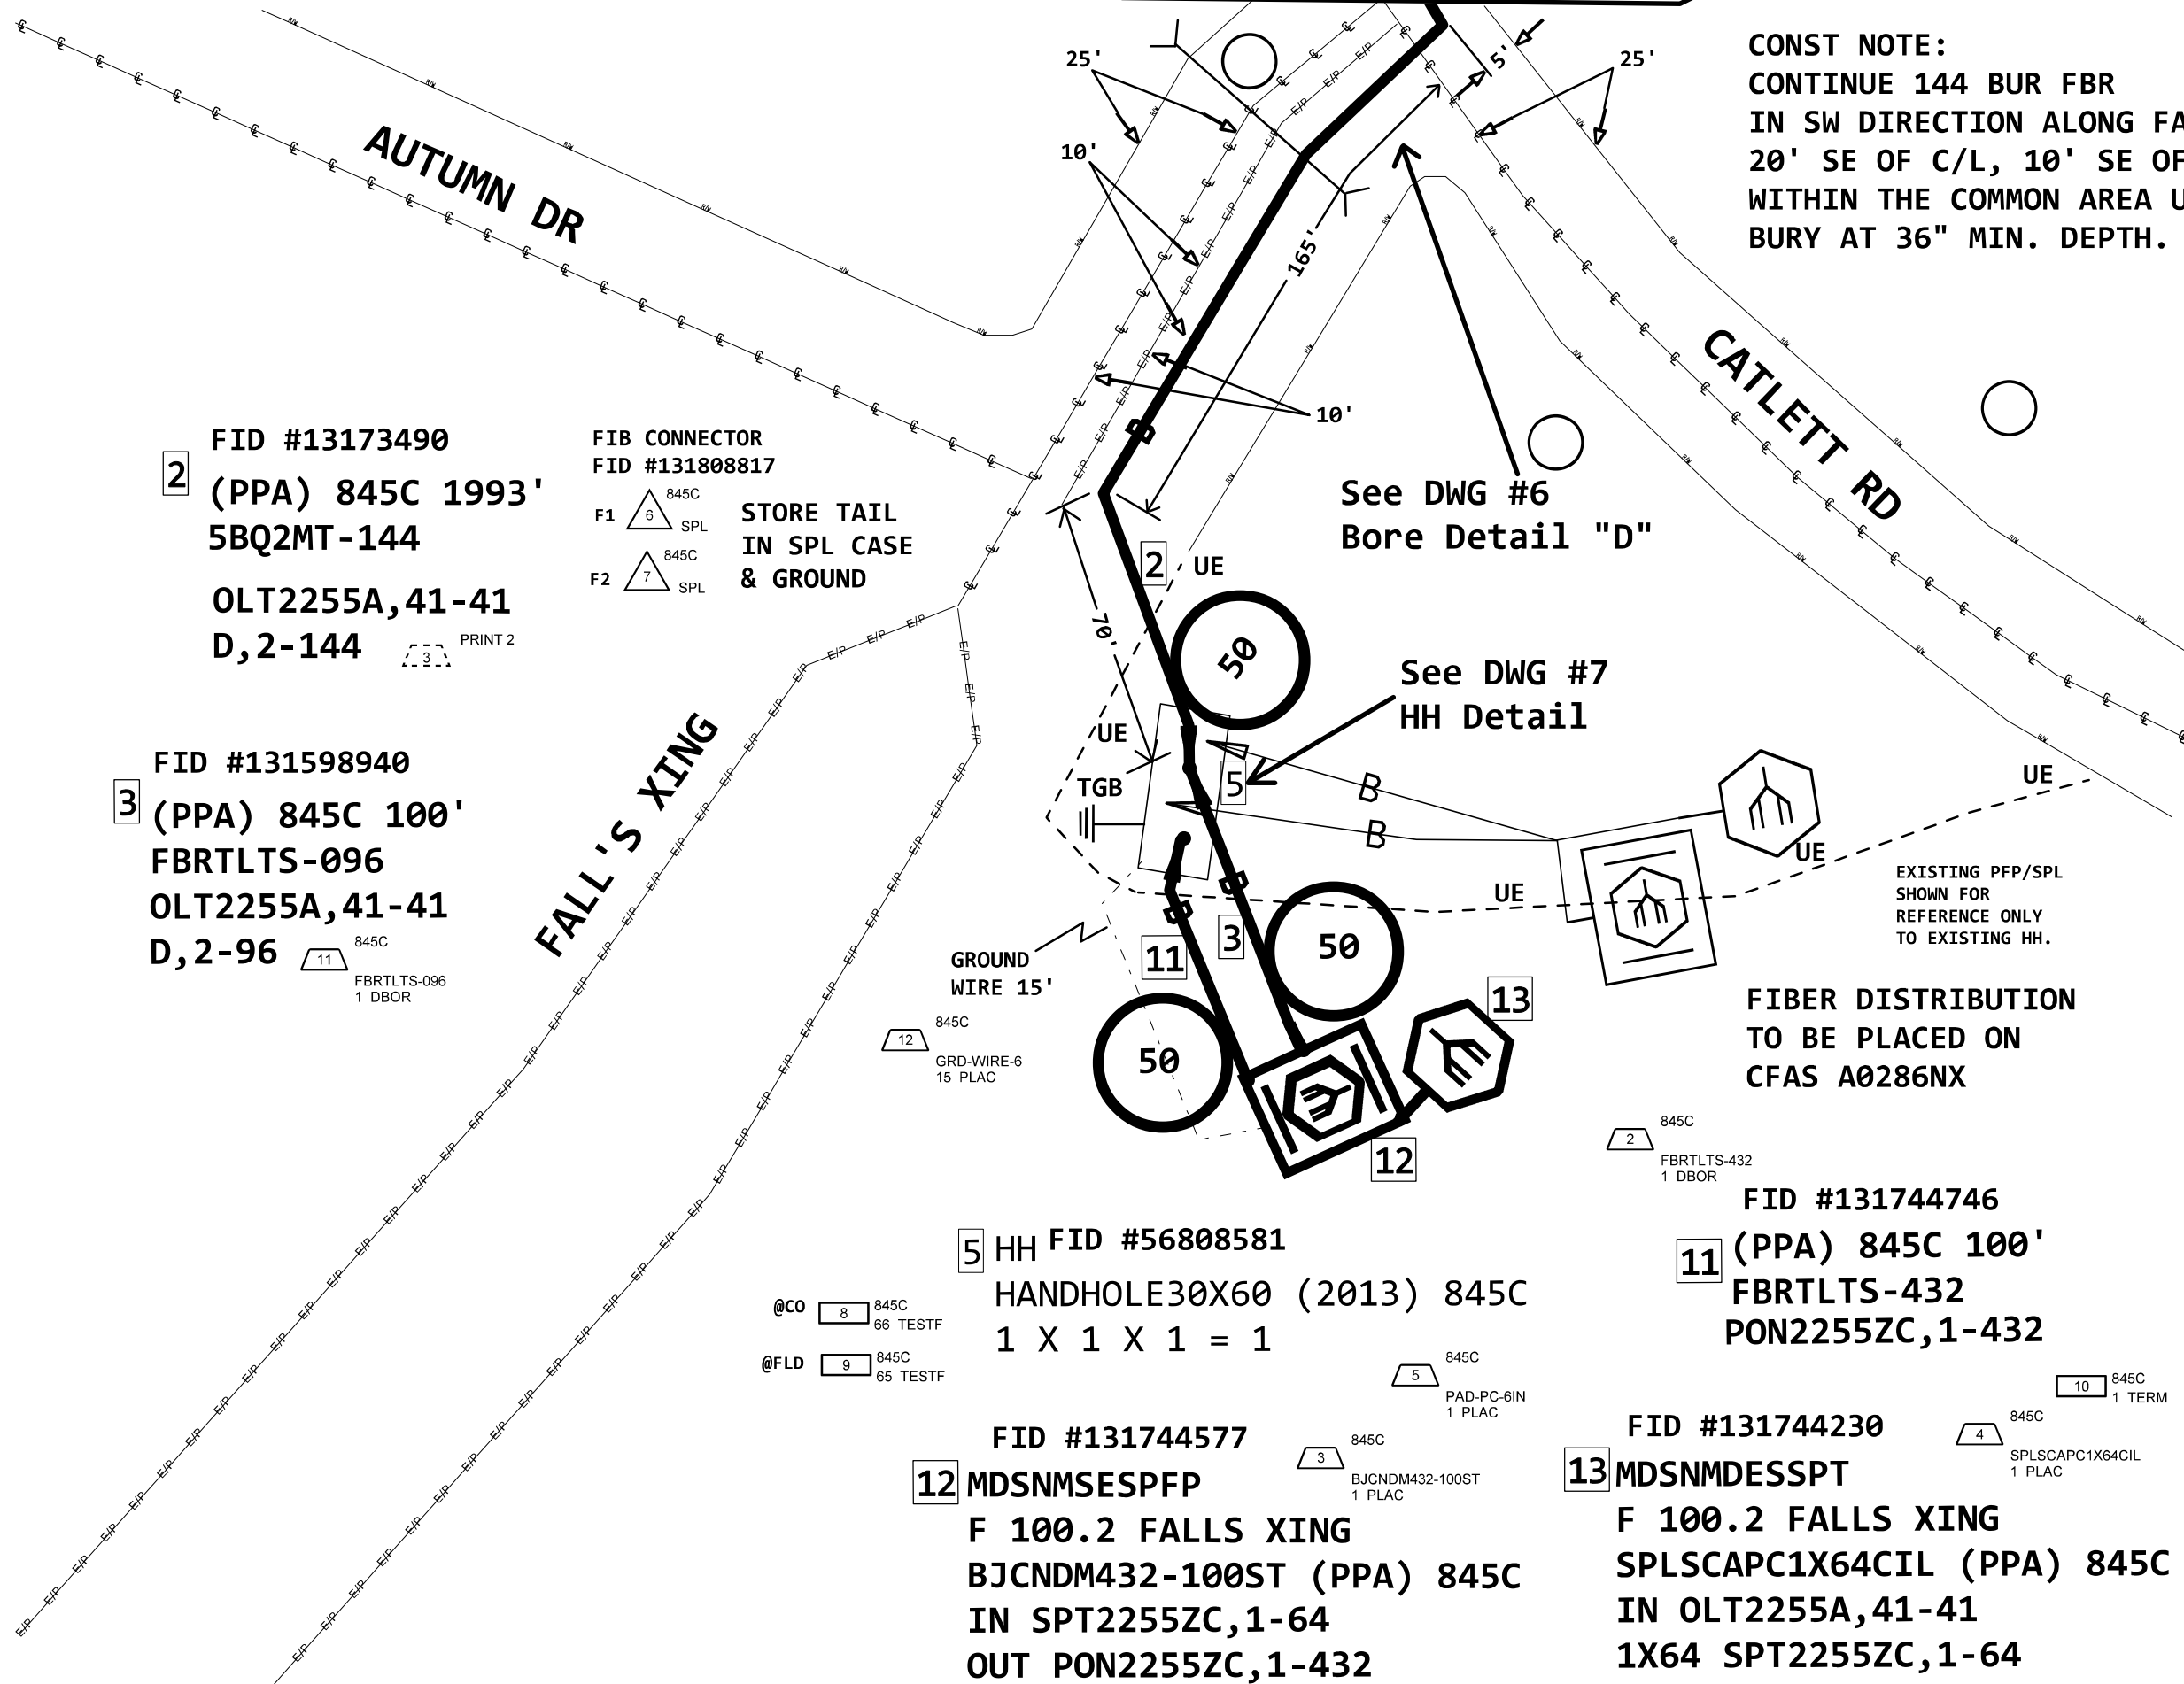 CONST NOTE:
CONTINUE 144 BUR FBR
IN SW DIRECTION ALONG FA
20' SE OF C/L, 10' SE OF
WITHIN THE COMMON AREA U
BURY AT 36" MIN. DEPTH.
25'
5'
25'
10'
165'
10'
AUTUMN DR
CATLETT RD
FALL'S XING
See DWG #6
Bore Detail "D"
2
UE
70'
50
See DWG #7
HH Detail
UE
TGB
5
B
B
UE
UE
UE
EXISTING PFP/SPL
SHOWN FOR
REFERENCE ONLY
TO EXISTING HH.
GROUND
WIRE 15'
11
3
50
50
13
12
12
845C
GRD-WIRE-6
15 PLAC
FIBER DISTRIBUTION
TO BE PLACED ON
CFAS A0286NX
2
FID #13173490
(PPA) 845C 1993'
5BQ2MT-144
OLT2255A,41-41
D,2-144
3
PRINT 2
FIB CONNECTOR
FID #131808817
F1
6
845C
SPL
F2
7
845C
SPL
STORE TAIL
IN SPL CASE
& GROUND
3
FID #131598940
(PPA) 845C 100'
FBRTLTS-096
OLT2255A,41-41
D,2-96
11
845C
FBRTLTS-096
1 DBOR
2
845C
FBRTLTS-432
1 DBOR
FID #131744746
11
(PPA) 845C 100'
FBRTLTS-432
PON2255ZC,1-432
5
HH FID #56808581
HANDHOLE30X60 (2013) 845C
1 X 1 X 1 = 1
@CO
8
845C
66 TESTF
@FLD
9
845C
65 TESTF
5
845C
PAD-PC-6IN
1 PLAC
10
845C
1 TERM
FID #131744577
3
845C
BJCNDM432-100ST
1 PLAC
12
MDSNMSESPFP
F 100.2 FALLS XING
BJCNDM432-100ST (PPA) 845C
IN SPT2255ZC,1-64
OUT PON2255ZC,1-432
FID #131744230
4
845C
SPLSCAPC1X64CIL
1 PLAC
13
MDSNMDESSPT
F 100.2 FALLS XING
SPLSCAPC1X64CIL (PPA) 845C
IN OLT2255A,41-41
1X64 SPT2255ZC,1-64